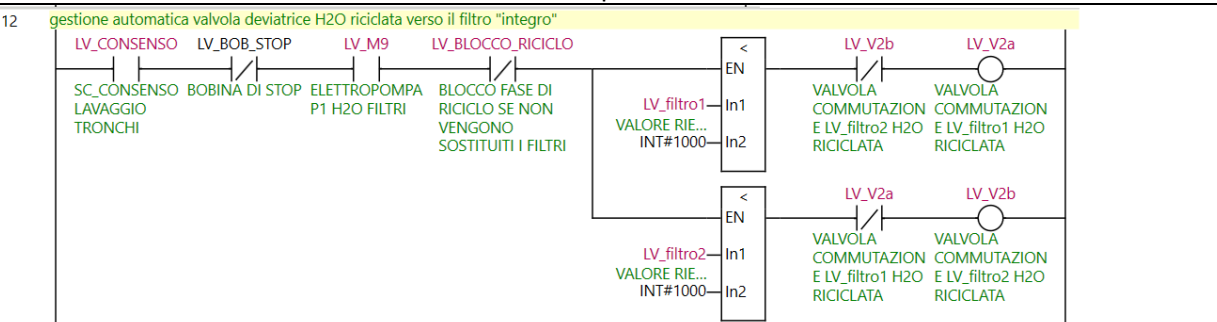 12
gestione automatica valvola deviatrice H2O riciclata verso il filtro "integro"
LV_CONSENSO LV_BOB_STOP LV_M9 LV_BLOCCO_RICICLO
SC_CONSENSO LAVAGGIO TRONCHI
BOBINA DI STOP
ELETTROPOMPA P1 H2O FILTRI
BLOCCO FASE DI RICICLO SE NON VENGONO SOSTITUITI I FILTRI
<
EN
LV_filtro1 In1
VALORE RIE...
INT#1000 In2
LV_V2b LV_V2a
VALVOLA COMMUTAZION E LV_filtro2 H2O RICICLATA
VALVOLA COMMUTAZION E LV_filtro1 H2O RICICLATA
<
EN
LV_filtro2 In1
VALORE RIE...
INT#1000 In2
LV_V2a LV_V2b
VALVOLA COMMUTAZION E LV_filtro1 H2O RICICLATA
VALVOLA COMMUTAZION E LV_filtro2 H2O RICICLATA